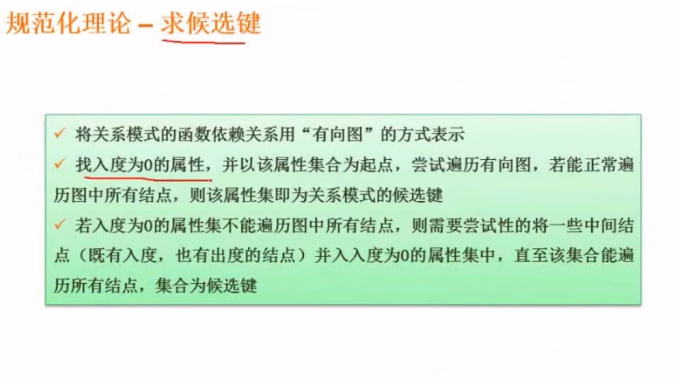 规范化理论 – 求候选键
✓ 将关系模式的函数依赖关系用“有向图”的方式表示
✓ 找入度为0的属性，并以该属性集合为起点，尝试遍历有向图，若能正常遍
历图中所有结点，则该属性集即为关系模式的候选键
✓ 若入度为0的属性集不能遍历图中所有结点，则需要尝试性的将一些中间结
点（既有入度，也有出度的结点）并入入度为0的属性集中，直至该集合能遍
历所有结点，集合为候选键